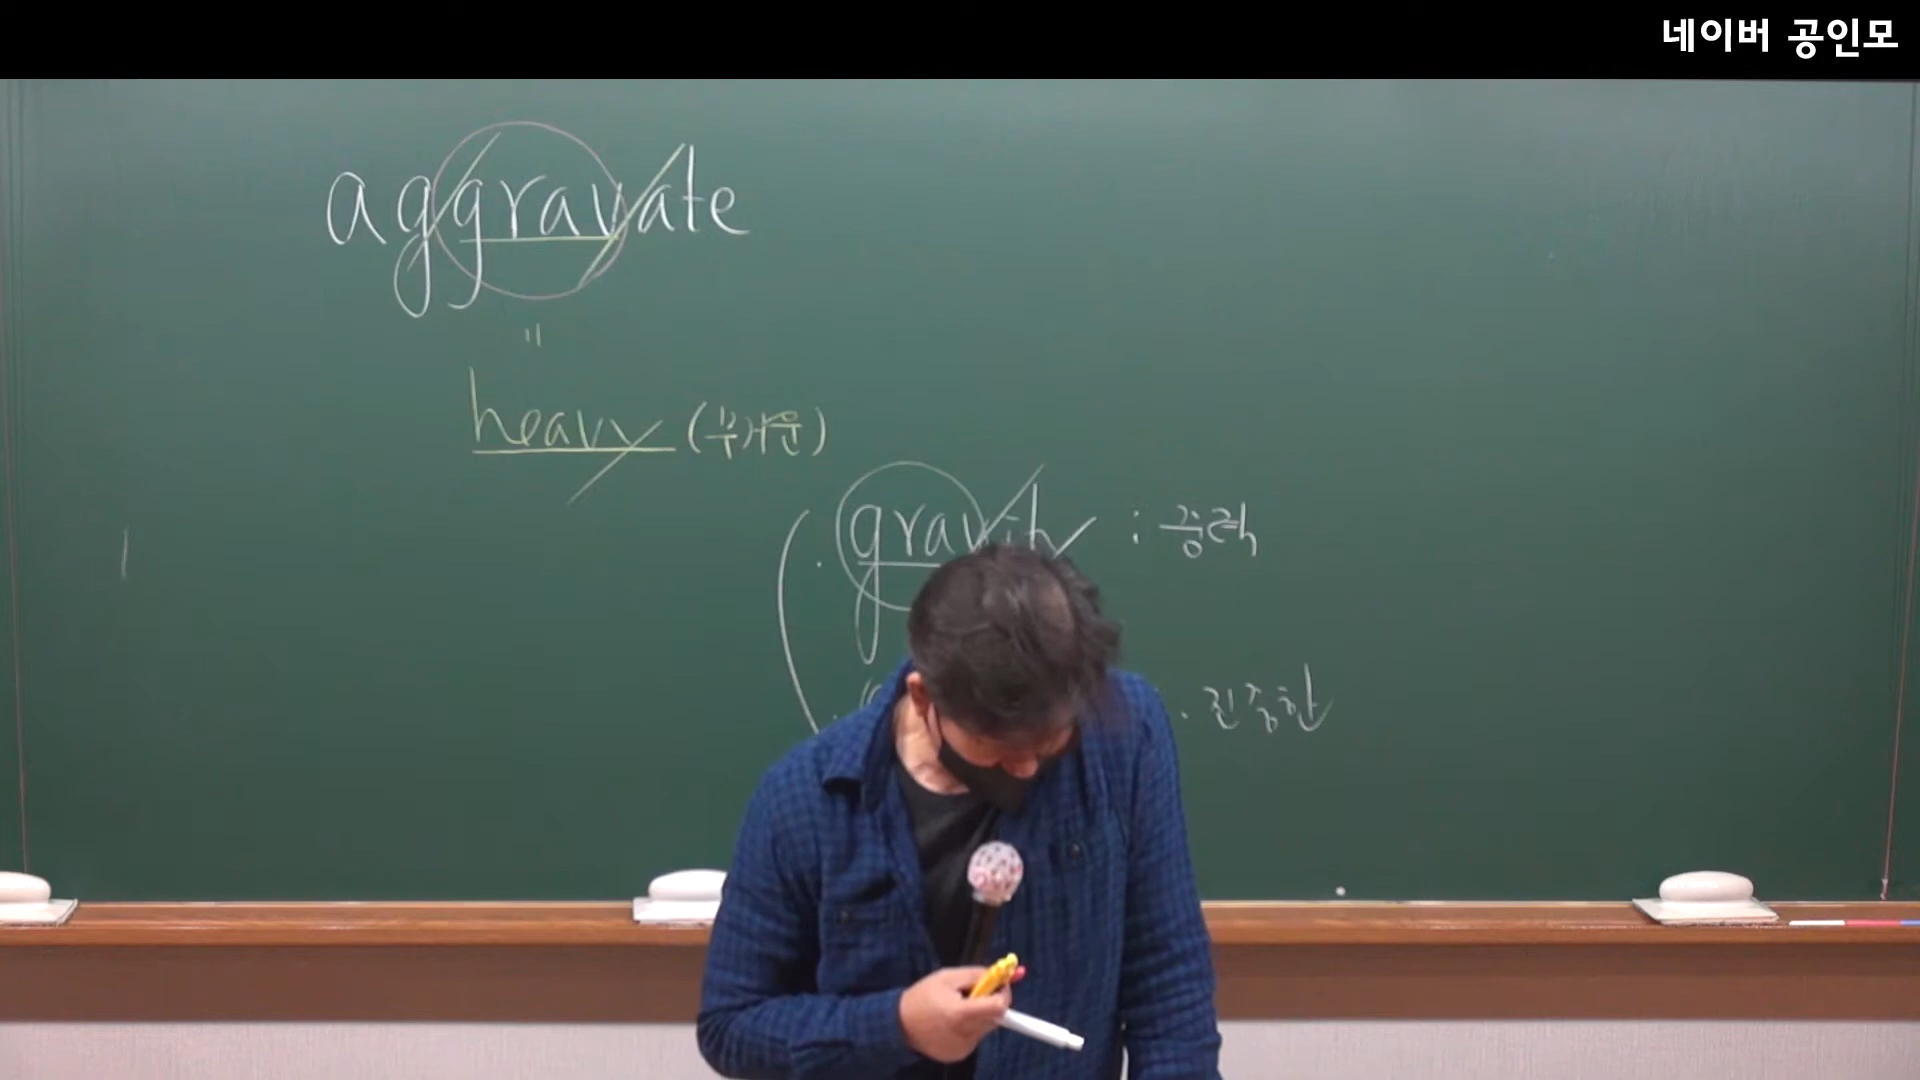 네이버 공인모
aggravate
"
heavy (무거운)
gravity : 중력
진중한